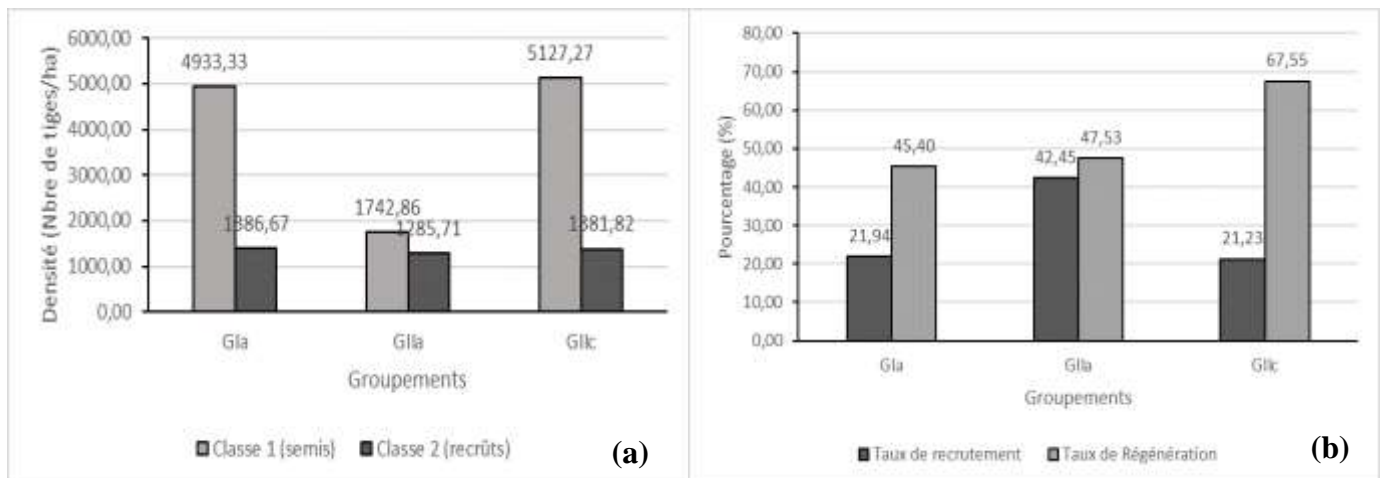 6000,00
5000,00
4000,00
3000,00
2000,00
1000,00
0,00
Densité (Nbre de tiges/ha)
4933,33
1386,67
1742,86
1285,71
5127,27
1381,82
GIa
GIIa
GIIc
Groupements
Classe 1 (semis)
Classe 2 (recrûts)
(a)
80,00
70,00
60,00
50,00
40,00
30,00
20,00
10,00
0,00
Pourcentage (%)
21,94
45,40
42,45
47,53
21,23
67,55
GIa
GIIa
GIIc
Groupements
Taux de recrutement
Taux de Régénération
(b)